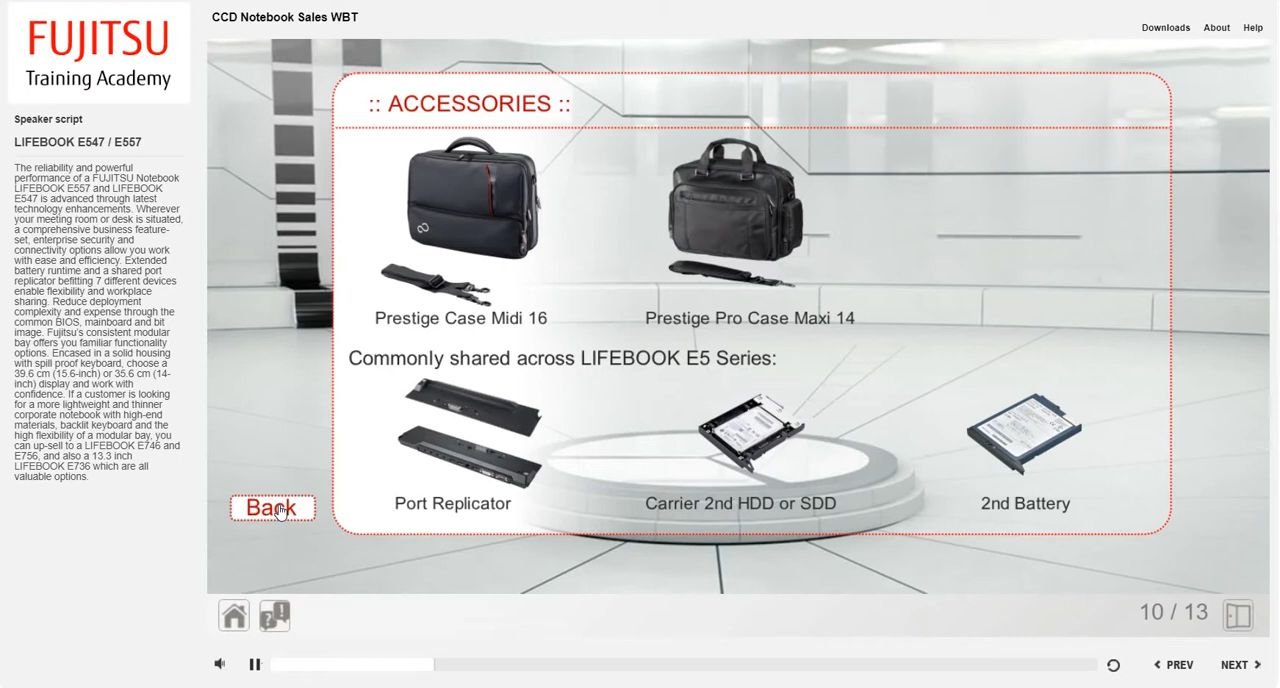 FUJITSU
Training Academy
CCD Notebook Sales WBT
Downloads About Help
Speaker script
LIFEBOOK E547 / E557
The reliability and powerful
performance of a FUJITSU Notebook
LIFEBOOK E557 and LIFEBOOK
E547 is advanced through latest
technology enhancements. Wherever
your meeting room or desk is situated,
a comprehensive business feature-
set, enterprise security and
connectivity options allow you work
with ease and efficiency. Extended
battery runtime and a shared port
replicator befitting 7 different devices
enable flexibility and workplace
sharing. Reduce deployment
complexity and expense through the
common BIOS, mainboard and bit
image. Fujitsu's consistent modular
bay offers you familiar functionality
options. Encased in a solid housing
with spill proof keyboard, choose a
39.6 cm (15.6-inch) or 35.6 cm (14-
inch) display and work with
confidence. If a customer is looking
for a more lightweight and thinner
corporate notebook with high-end
materials, backlit keyboard and the
high flexibility of a modular bay, you
can up-sell to a LIFEBOOK E746 and
E756, and also a 13.3 inch
LIFEBOOK E736 which are all
valuable options.
:: ACCESSORIES ::
Prestige Case Midi 16
Prestige Pro Case Maxi 14
Commonly shared across LIFEBOOK E5 Series:
Port Replicator
Carrier 2nd HDD or SDD
2nd Battery
Back
10 / 13
PREV
NEXT